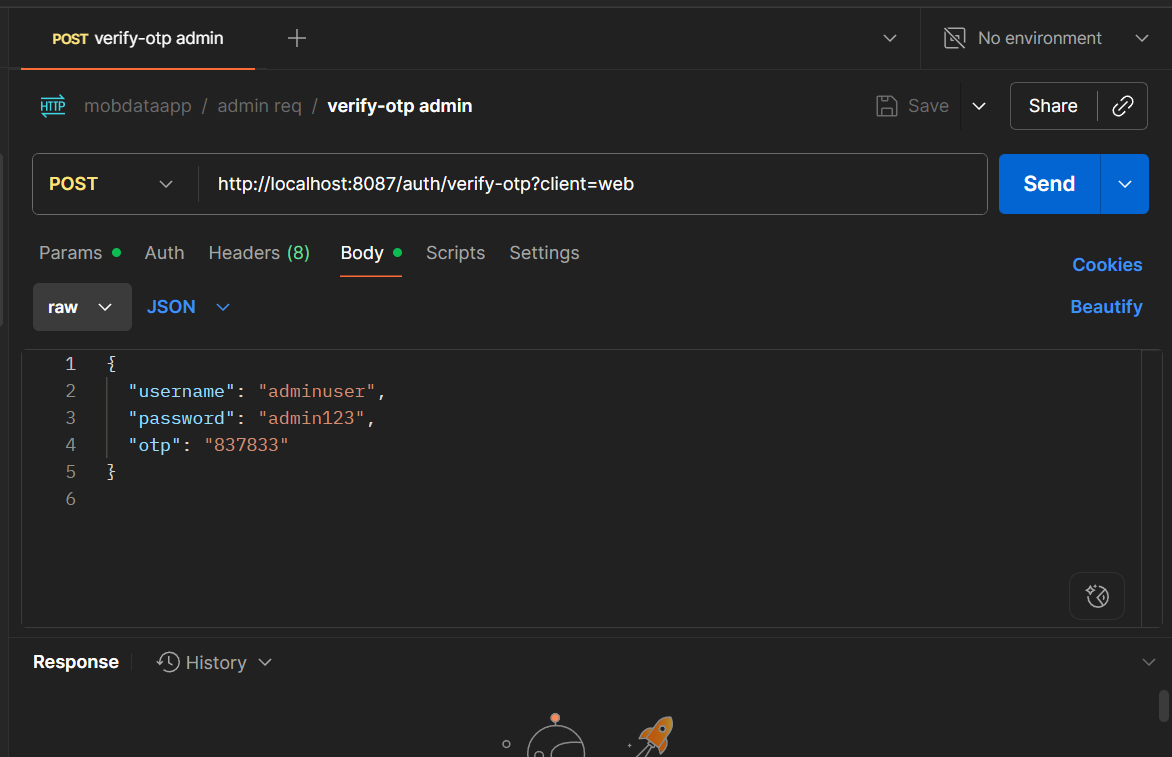 POST verify-otp admin
No environment
HTTP mobdataapp / admin req / verify-otp admin
Save
Share
POST http://localhost:8087/auth/verify-otp?client=web
Send
Params Auth Headers (8) Body Scripts Settings
Cookies
raw JSON
Beautify
1 {
2 "username": "adminuser",
3 "password": "admin123",
4 "otp": "837833"
5 }
6
Response History